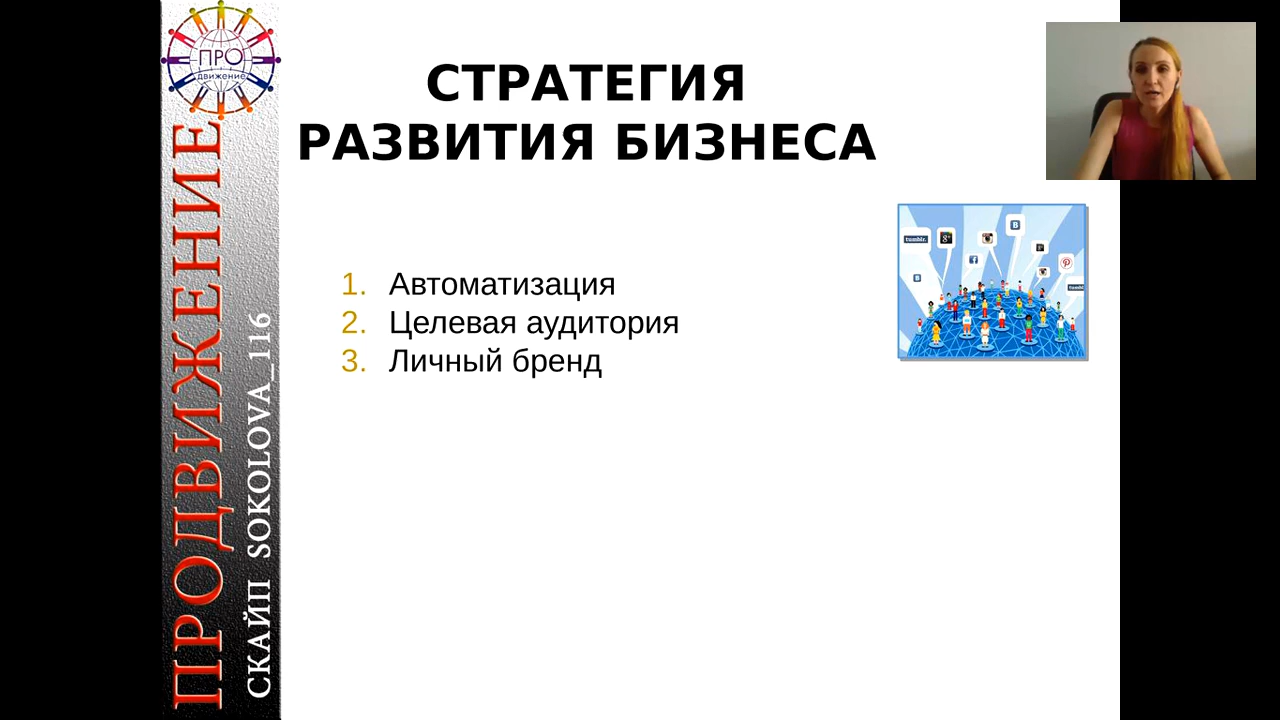 ПРО
движение
ПРОДВИЖЕНИЕ
СКАЙП SOKOLOVA_116
СТРАТЕГИЯ
РАЗВИТИЯ БИЗНЕСА
1. Автоматизация
2. Целевая аудитория
3. Личный бренд
tumblr.
g+
B
f
B